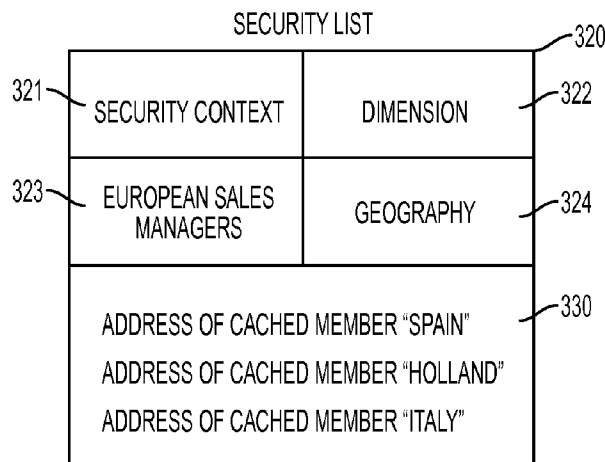 SECURITY LIST
320
321
SECURITY CONTEXT
DIMENSION
322
323
EUROPEAN SALES
MANAGERS
GEOGRAPHY
324
ADDRESS OF CACHED MEMBER “SPAIN”
330
ADDRESS OF CACHED MEMBER “HOLLAND”
ADDRESS OF CACHED MEMBER “ITALY”